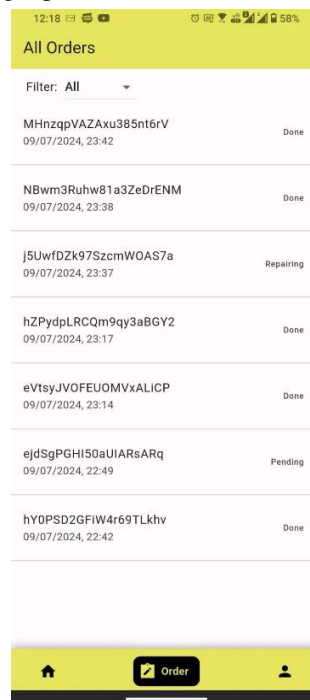 12:18 58%
All Orders
Filter: All
MHnzqpVAZAxu385nt6rV
09/07/2024, 23:42 Done
NBwm3Ruhw81a3ZeDrENM
09/07/2024, 23:38 Done
j5UwfDZk97SzcmWOAS7a
09/07/2024, 23:37 Repairing
hZPydpLRCQm9qy3aBGY2
09/07/2024, 23:17 Done
eVtsyJVOFEUOMVxALiCP
09/07/2024, 23:14 Done
ejdSgPGHI50aUIARsARq
09/07/2024, 22:49 Pending
hY0PSD2GFiW4r69TLkhv
09/07/2024, 22:42 Done
Order